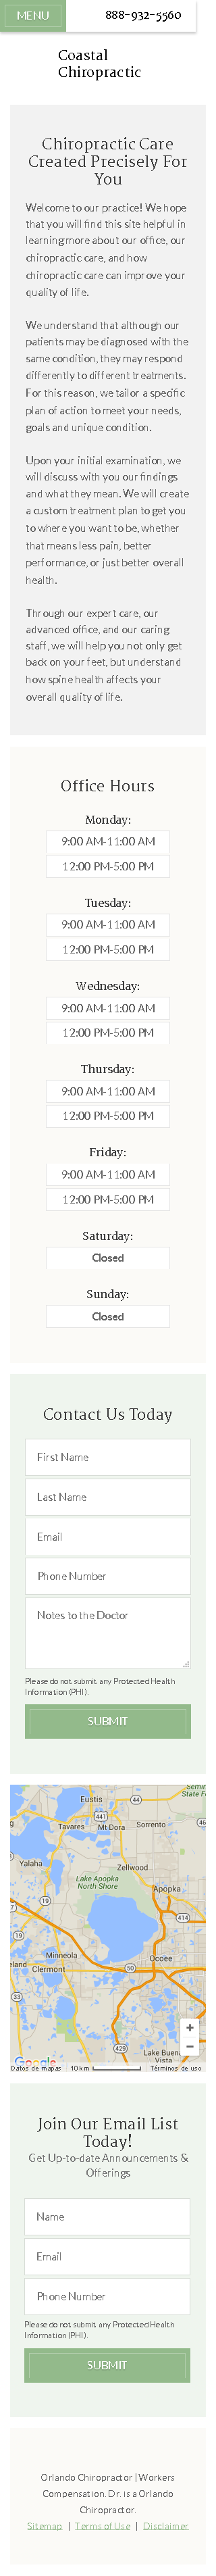 MENU
888-932-5560
Coastal
Chiropractic
Chiropractic Care
Created Precisely For
You
Welcome to our practice! We hope
that you will find this site helpful in
learning more about our office, our
chiropractic care, and how
chiropractic care can improve your
quality of life.
We understand that although our
patients may be diagnosed with the
same condition, they may respond
differently to different treatments.
For this reason, we tailor a specific
plan of action to meet your needs,
goals and unique condition.
Upon your initial examination, we
will discuss with you our findings
and what they mean. We will create
a custom treatment plan to get you
to where you want to be, whether
that means less pain, better
performance, or just better overall
health.
Through our expert care, our
advanced office, and our caring
staff, we will help you not only get
back on your feet, but understand
how spine health affects your
overall quality of life.
Office Hours
Monday:
9:00 AM-11:00 AM
12:00 PM-5:00 PM
Tuesday:
9:00 AM-11:00 AM
12:00 PM-5:00 PM
Wednesday:
9:00 AM-11:00 AM
12:00 PM-5:00 PM
Thursday:
9:00 AM-11:00 AM
12:00 PM-5:00 PM
Friday:
9:00 AM-11:00 AM
12:00 PM-5:00 PM
Saturday:
Closed
Sunday:
Closed
Contact Us Today
First Name
Last Name
Email
Phone Number
Notes to the Doctor
Please do not submit any Protected Health
Information (PHI).
SUBMIT
Eustis
44
46
441
Sorrento
Tavares
Mt Dora
Yalaha
Zellwood
Lake Apopka
North Shore
Apopka
19
414
19
Minneola
Ocoee
Clermont
50
33
429
Lake Buena
Vista
Google
Datos de mapas
10 km
Términos de uso
Join Our Email List
Today!
Get Up-to-date Announcements &
Offerings
Name
Email
Phone Number
Please do not submit any Protected Health
Information (PHI).
SUBMIT
Orlando Chiropractor | Workers
Compensation. Dr. is a Orlando
Chiropractor.
Sitemap | Terms of Use | Disclaimer